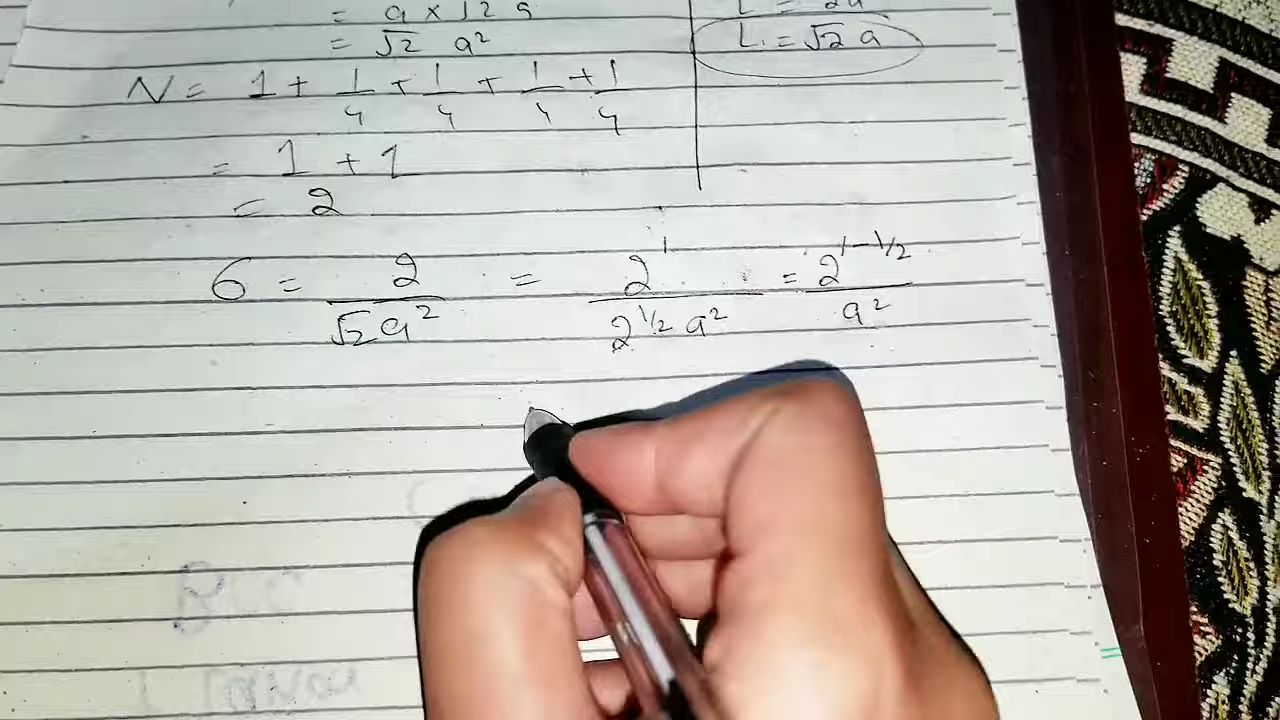 = a × √2 a
= √2 a²
L = 2a
L = √2 a
N = 1 + 1/4 + 1/4 + 1/4 + 1/4
= 1 + 1
= 2
6 = 2/√2 a² = 2¹/2^1/2 a² = 2^1-1/2/a²